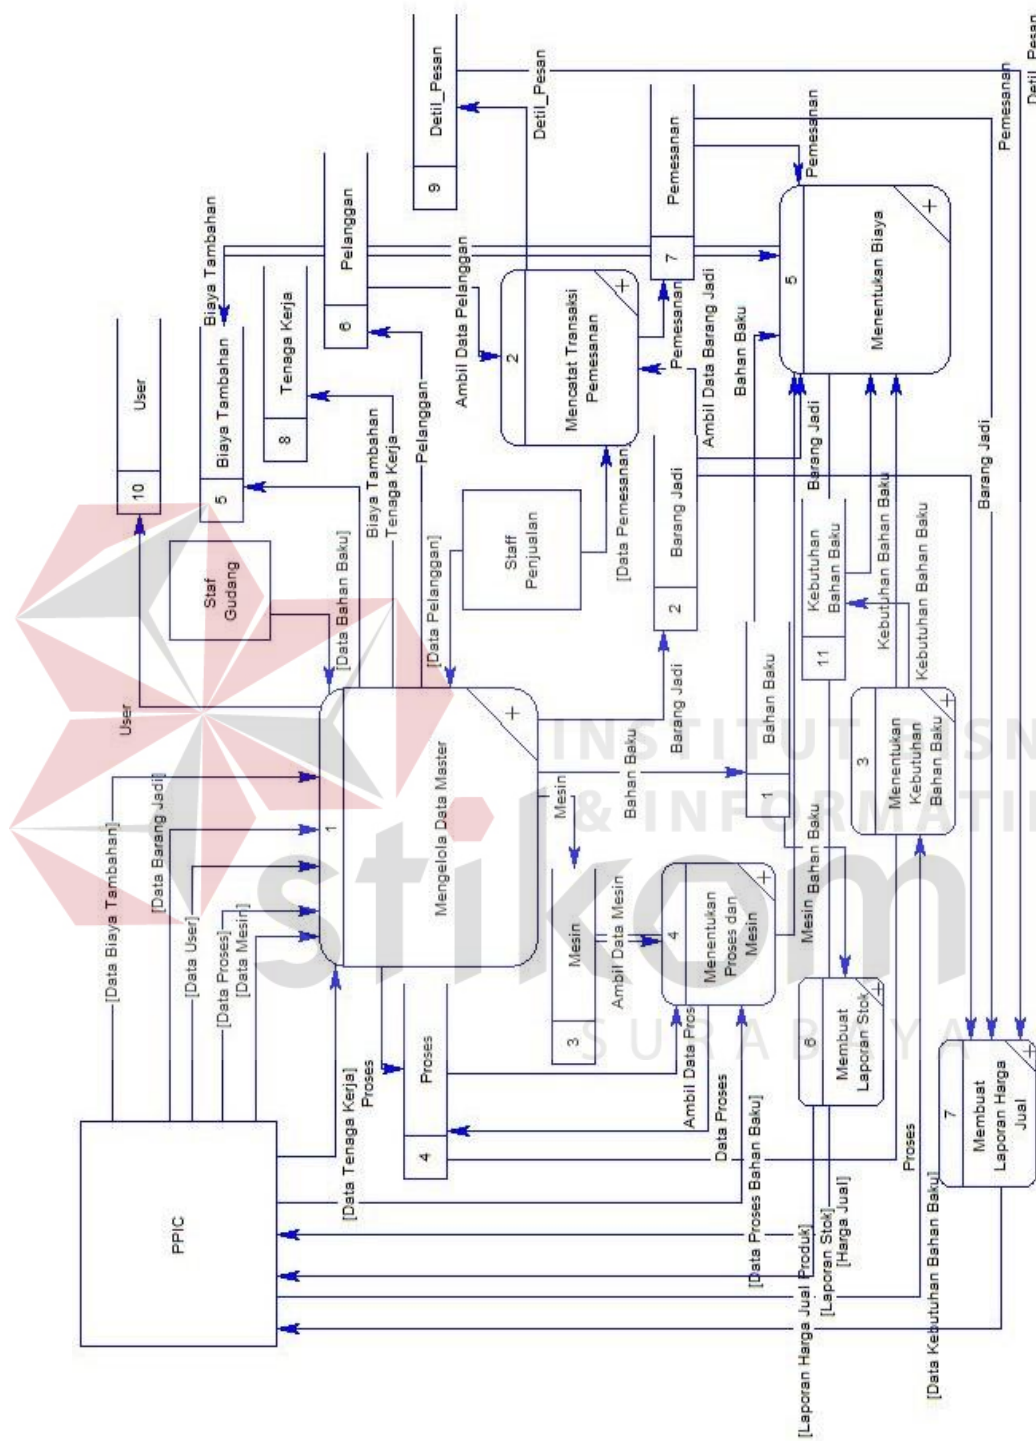 PPIC
[Data Biaya Tambahan]
[Data Barang Jadi]
[Data User]
[Data Proses]
[Data Mesin]
[Data Tenaga Kerja]
Proses
User
10
User
Staf
Gudang
[Data Bahan Baku]
5
Biaya Tambahan
Biaya Tambahan
8
Tenaga Kerja
Biaya Tambahan
Tenaga Kerja
6
Pelanggan
Pelanggan
[Data Pelanggan]
Ambil Data Pelanggan
9
Detil_Pesan
Detil_Pesan
1
Mengelola Data Master
+
Staff
Penjualan
[Data Pemesanan]
2
Mencatat Transaksi
Pemesanan
+
7
Pemesanan
Pemesanan
Pemesanan
Pemesanan
Detil_Pesan
4
Proses
Mesin
3
Mesin
Ambil Data Mesin
Bahan Baku
Barang Jadi
2
Barang Jadi
Ambil Data Barang Jadi
Bahan Baku
1
Bahan Baku
4
Menentukan
Proses dan
Mesin
+
Ambil Data Pros
Data Proses
[Data Proses Bahan Baku]
Mesin
Bahan Baku
5
Menentukan Biaya
+
Barang Jadi
11
Kebutuhan
Bahan Baku
Kebutuhan Bahan Baku
Kebutuhan Bahan Baku
Barang Jadi
3
Menentukan
Kebutuhan
Bahan Baku
+
6
Membuat
Laporan Stok
+
[Laporan Harga Jual Produk]
[Laporan Stok]
[Harga Jual]
Proses
[Data Kebutuhan Bahan Baku]
7
Membuat
Laporan Harga
Jual
+
INSTITUT
SN
& INFORMATI
stikom
SURABAYA